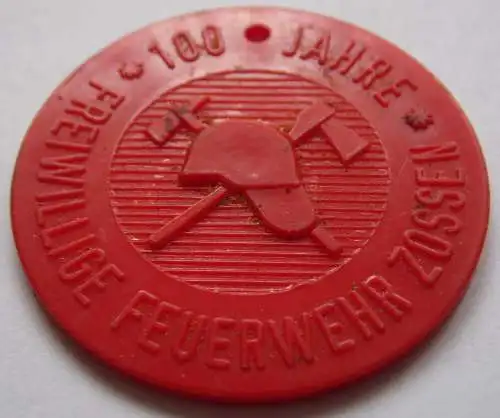 * 100 JAHRE *
FREIWILLIGE FEUERWEHR ZOSSEN